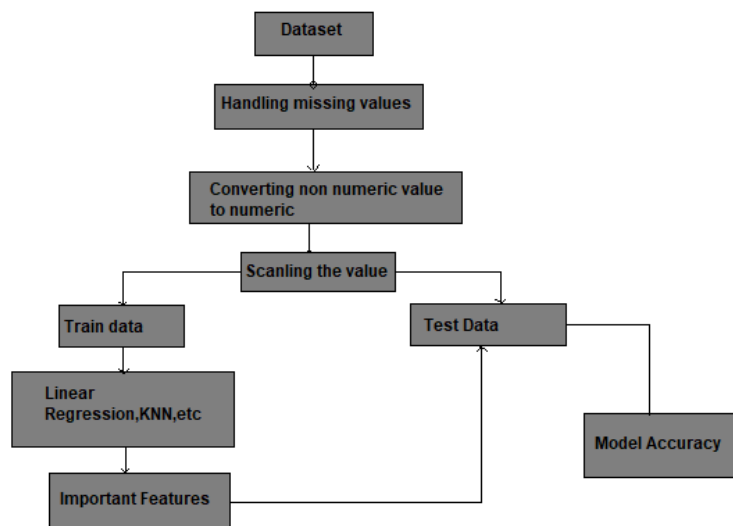 Dataset
Handling missing values
Converting non numeric value
to numeric
Scanling the value
Train data
Test Data
Linear
Regression,KNN,etc
Model Accuracy
Important Features